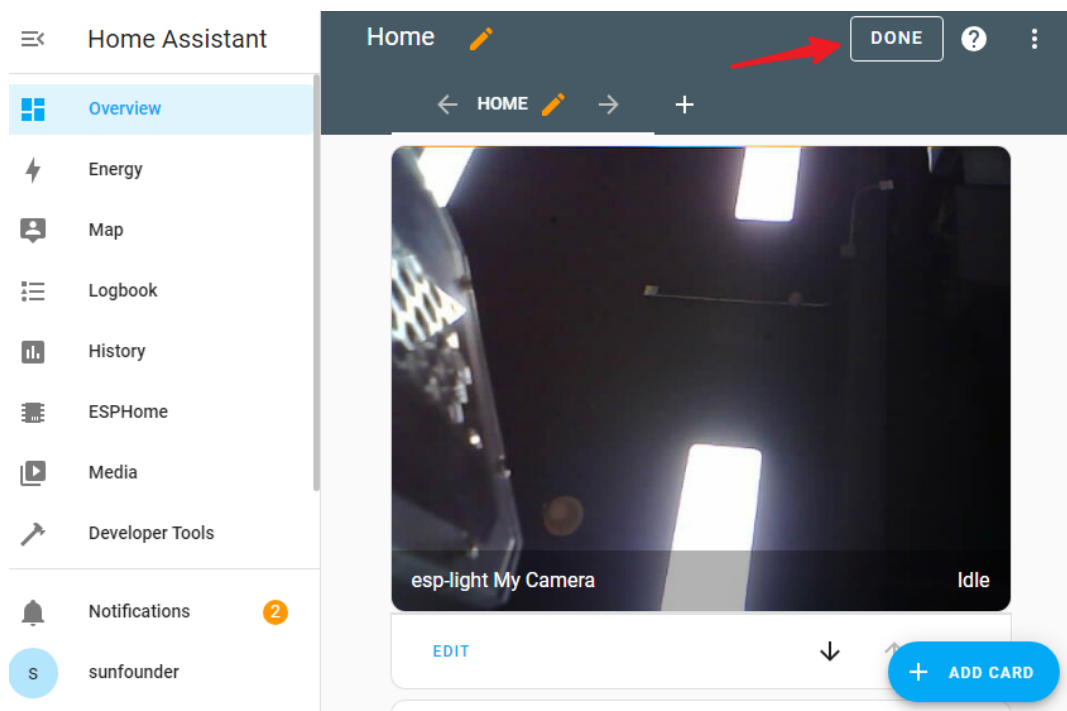 Home Assistant
Overview
Energy
Map
Logbook
History
ESPHome
Media
Developer Tools
Notifications 2
S sunfounder
Home
DONE
HOME
esp-light My Camera Idle
EDIT
ADD CARD